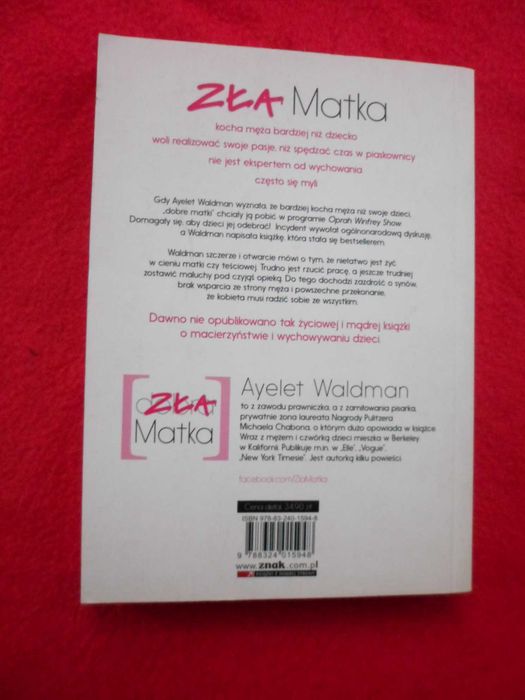 ZŁA Matka
kocha męża bardziej niż dziecko
woli realizować swoje pasje, niż spędzać czas w piaskownicy
nie jest ekspertem od wychowania
często się myli
Gdy Ayelet Waldman wyznała, że bardziej kocha męża niż swoje dzieci,
„dobre matki” chciały ją pobić w programie Oprah Winfrey Show.
Domagały się, aby dzieci jej odebrać! Incydent wywołał ogólnonarodową dyskusję,
a Waldman napisała książkę, która stała się bestsellerem.
Waldman szczerze i otwarcie mówi o tym, że niełatwo jest żyć
w cieniu matki czy teściowej. Trudno jest rzucić pracę, a jeszcze trudniej
zostawić maluchy pod czyjąś opieką. Do tego dochodzi zazdrość o synów,
brak wsparcia ze strony męża i powszechne przekonanie,
że kobieta musi radzić sobie ze wszystkim.
Dawno nie opublikowano tak życiowej i mądrej książki
o macierzyństwie i wychowywaniu dzieci.
ZŁA
Matka
Ayelet Waldman
to z zawodu prawniczka, a z zamiłowania pisarka,
prywatnie żona laureata Nagrody Pulitzera
Michaela Chabona, o którym dużo opowiada w książce.
Wraz z mężem i czwórką dzieci mieszka w Berkeley
w Kalifornii. Publikuje m.in. w „Elle”, „Vogue”,
„New York Timesie”. Jest autorką kilku powieści.
facebook.com/ZlaMatka
Cena detal. 34,90 zł
ISBN 978-83-240-1594-8
9 788324 015948
www.znak.com.pl